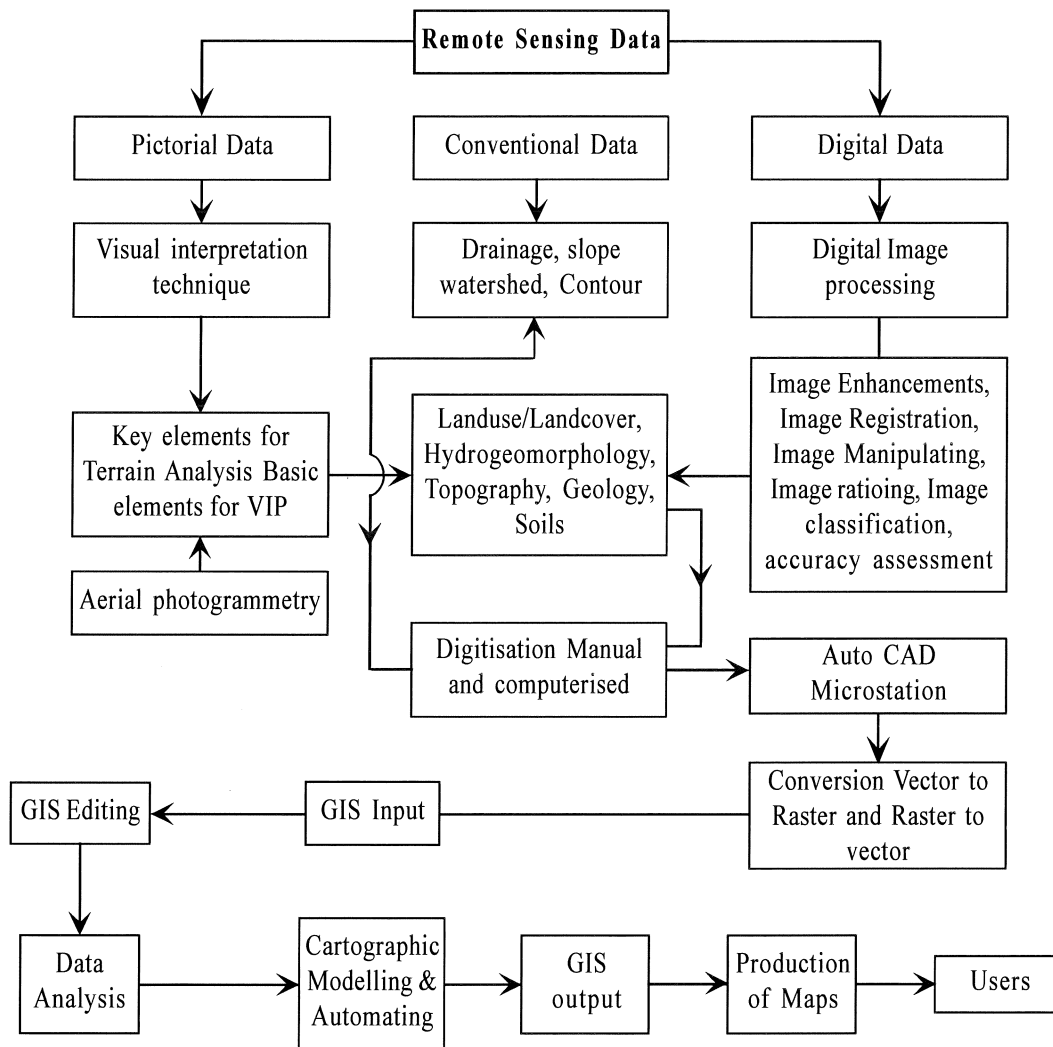 Remote Sensing Data
Pictorial Data
Conventional Data
Digital Data
Visual interpretation
technique
Drainage, slope
watershed, Contour
Digital Image
processing
Key elements for
Terrain Analysis Basic
elements for VIP
Landuse/Landcover,
Hydrogeomorphology,
Topography, Geology,
Soils
Image Enhancements,
Image Registration,
Image Manipulating,
Image ratioing, Image
classification,
accuracy assessment
Aerial photogrammetry
Digitisation Manual
and computerised
Auto CAD
Microstation
GIS Editing
GIS Input
Conversion Vector to
Raster and Raster to
vector
Data
Analysis
Cartographic
Modelling &
Automating
GIS
output
Production
of Maps
Users